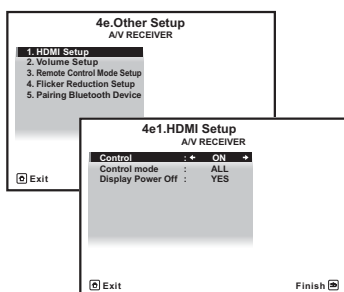 4e.Other Setup
A/V RECEIVER
1. HDMI Setup
2. Volume Setup
3. Remote Control Mode Setup
4. Flicker Reduction Setup
5. Pairing Bluetooth Device
Exit
4e1.HDMI Setup
A/V RECEIVER
Control : ON
Control mode : ALL
Display Power Off : YES
Exit
Finish